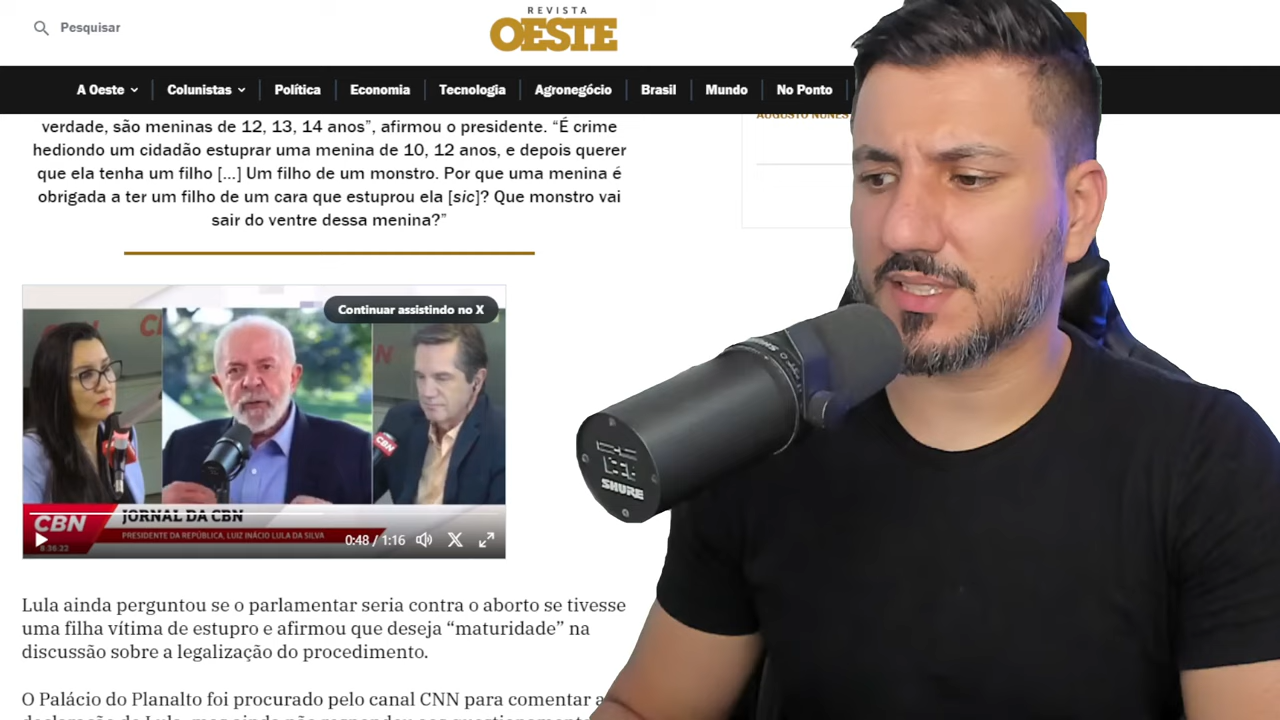 Pesquisar
REVISTA
OESTE
A Oeste
Colunistas
Política
Economia
Tecnologia
Agronegócio
Brasil
Mundo
No Ponto
AUGUSTO NUNES
verdade, são meninas de 12, 13, 14 anos”, afirmou o presidente. “É crime
hediondo um cidadão estuprar uma menina de 10, 12 anos, e depois querer
que ela tenha um filho [...] Um filho de um monstro. Por que uma menina é
obrigada a ter um filho de um cara que estuprou ela [sic]? Que monstro vai
sair do ventre dessa menina?”
Continuar assistindo no X
CBN
CBN
JORNAL DA CBN
PRESIDENTE DA REPÚBLICA, LUIZ INÁCIO LULA DA SILVA
8:36:22
0:48 / 1:16
SHURE
Lula ainda perguntou se o parlamentar seria contra o aborto se tivesse
uma filha vítima de estupro e afirmou que deseja “maturidade” na
discussão sobre a legalização do procedimento.
O Palácio do Planalto foi procurado pelo canal CNN para comentar a